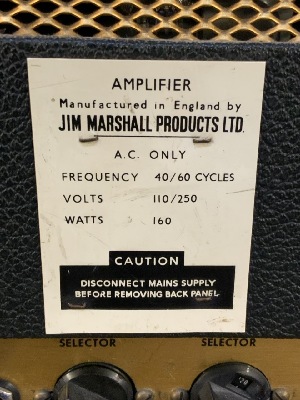 AMPLIFIER
Manufactured in England by
JIM MARSHALL PRODUCTS LTD.
A.C. ONLY
FREQUENCY 40/60 CYCLES
VOLTS 110/250
WATTS 160
CAUTION
DISCONNECT MAINS SUPPLY
BEFORE REMOVING BACK PANEL
SELECTOR SELECTOR